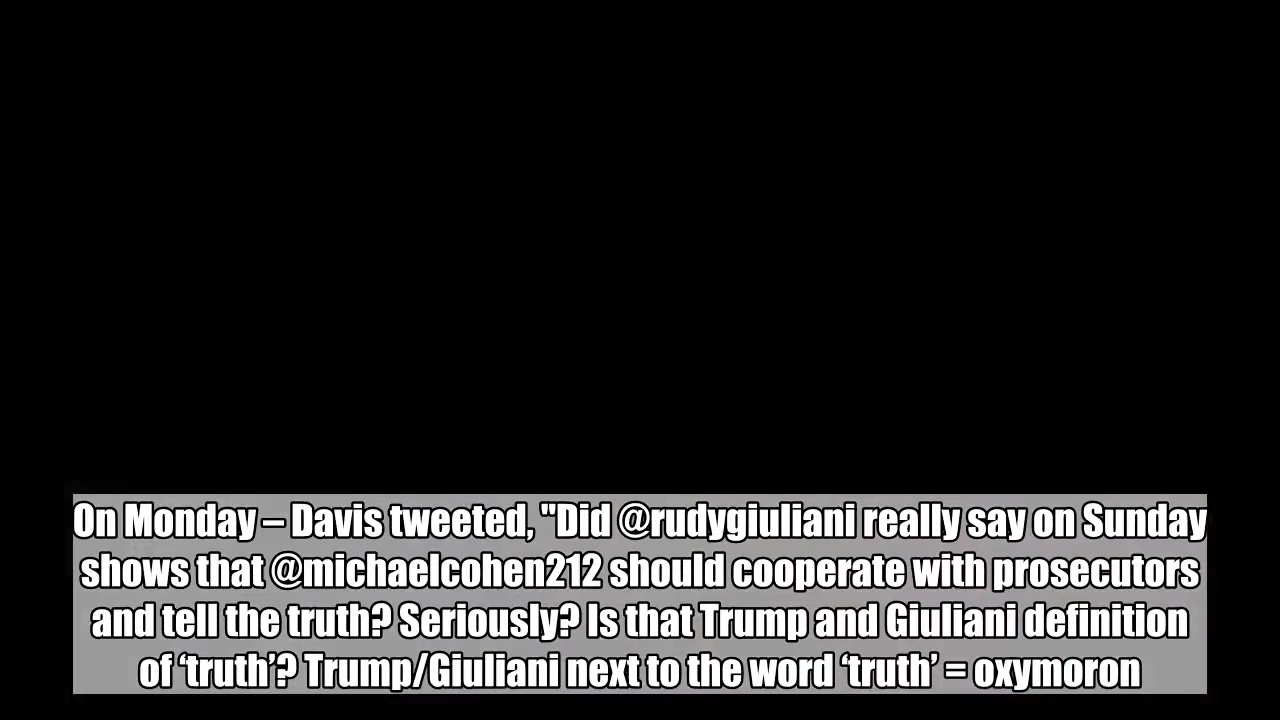 On Monday – Davis tweeted, "Did @rudygiuliani really say on Sunday
shows that @michaelcohen212 should cooperate with prosecutors
and tell the truth? Seriously? Is that Trump and Giuliani definition
of ‘truth’? Trump/Giuliani next to the word ‘truth’ = oxymoron